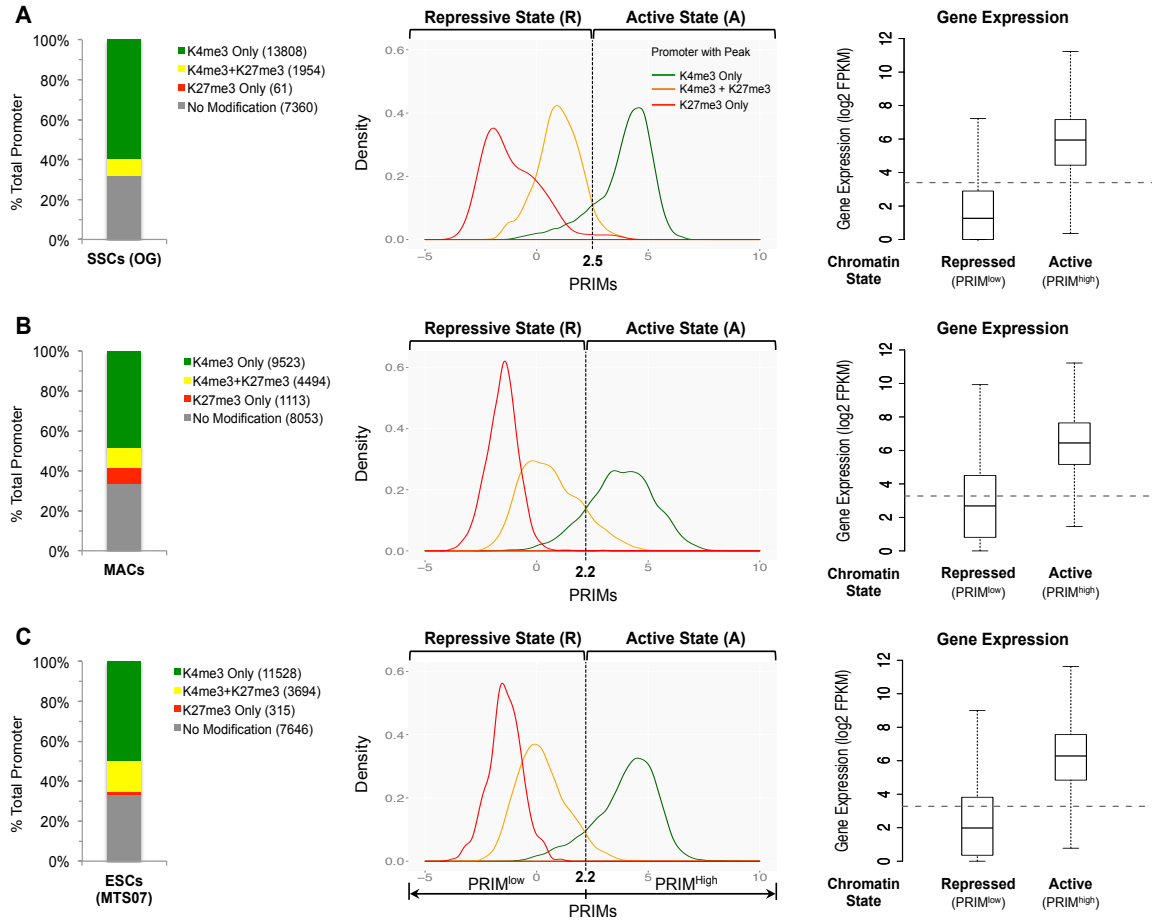 A
% Total Promoter
100%
80%
60%
40%
20%
0%
SSCs (OG)
K4me3 Only (13808)
K4me3+K27me3 (1954)
K27me3 Only (61)
No Modification (7360)
Repressive State (R)
Active State (A)
Density
0.6
0.4
0.2
0.0
Promoter with Peak
K4me3 Only
K4me3 + K27me3
K27me3 Only
-5
0
2.5
5
10
PRIMs
Gene Expression
Gene Expression (log2 FPKM)
12
10
8
6
4
2
0
Chromatin State
Repressed (PRIMlow)
Active (PRIMhigh)
B
% Total Promoter
100%
80%
60%
40%
20%
0%
MACs
K4me3 Only (9523)
K4me3+K27me3 (4494)
K27me3 Only (1113)
No Modification (8053)
Repressive State (R)
Active State (A)
Density
0.6
0.4
0.2
0.0
-5
0
2.2
5
10
PRIMs
Gene Expression
Gene Expression (log2 FPKM)
12
10
8
6
4
2
0
Chromatin State
Repressed (PRIMlow)
Active (PRIMhigh)
C
% Total Promoter
100%
80%
60%
40%
20%
0%
ESCs (MTS07)
K4me3 Only (11528)
K4me3+K27me3 (3694)
K27me3 Only (315)
No Modification (7646)
Repressive State (R)
Active State (A)
Density
0.6
0.4
0.2
0.0
-5
0
2.2
5
10
PRIMlow
PRIMHigh
PRIMs
Gene Expression
Gene Expression (log2 FPKM)
12
10
8
6
4
2
0
Chromatin State
Repressed (PRIMlow)
Active (PRIMhigh)